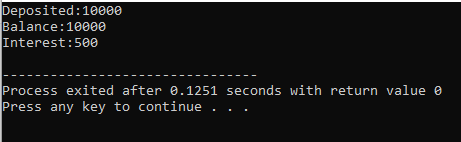 Deposited:10000
Balance:10000
Interest:500
--------------------------------
Process exited after 0.1251 seconds with return value 0
Press any key to continue . . .